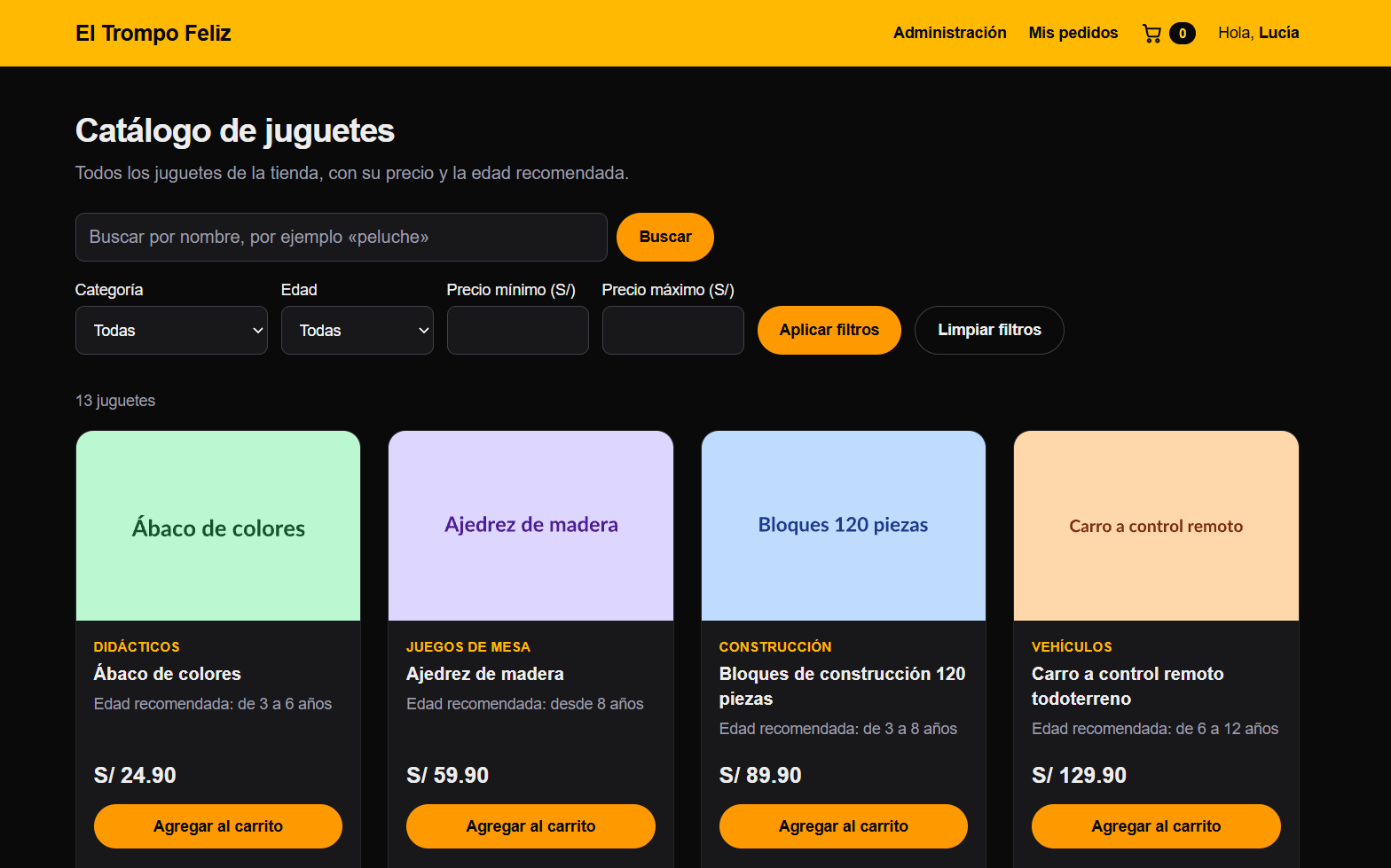 El Trompo Feliz
Administración
Mis pedidos
0
Hola, Lucía
Catálogo de juguetes
Todos los juguetes de la tienda, con su precio y la edad recomendada.
Buscar por nombre, por ejemplo «peluche»
Buscar
Categoría
Edad
Precio mínimo (S/)
Precio máximo (S/)
Todas
Todas
Aplicar filtros
Limpiar filtros
13 juguetes
Ábaco de colores
DIDÁCTICOS
Ábaco de colores
Edad recomendada: de 3 a 6 años
S/ 24.90
Agregar al carrito
Ajedrez de madera
JUEGOS DE MESA
Ajedrez de madera
Edad recomendada: desde 8 años
S/ 59.90
Agregar al carrito
Bloques 120 piezas
CONSTRUCCIÓN
Bloques de construcción 120
piezas
Edad recomendada: de 3 a 8 años
S/ 89.90
Agregar al carrito
Carro a control remoto
VEHÍCULOS
Carro a control remoto
todoterreno
Edad recomendada: de 6 a 12 años
S/ 129.90
Agregar al carrito